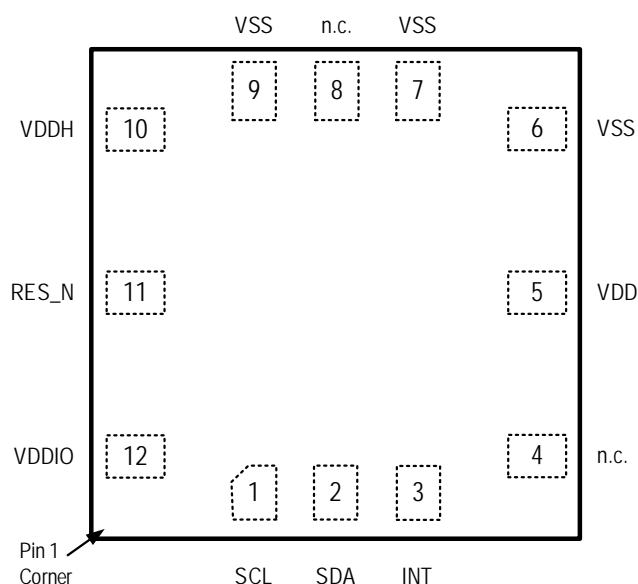 VSS n.c. VSS
9 8 7
VDDH 10 6 VSS
RES_N 11 5 VDD
VDDIO 12 4 n.c.
1 2 3
Pin 1
Corner
SCL SDA INT